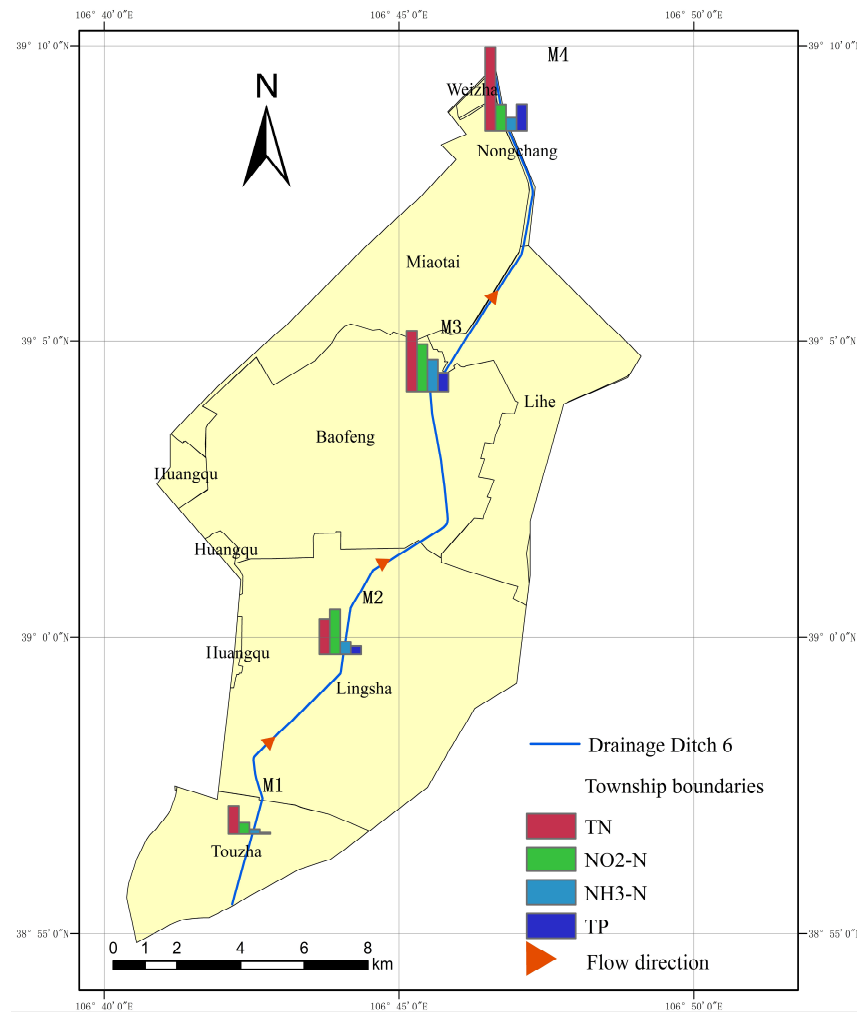 106° 40′0″E 106° 45′0″E 106° 50′0″E
39° 10′0″N 39° 10′0″N
M4
N
Weizha
Nongchang
Miaotai
M3
39° 5′0″N 39° 5′0″N
Lihe
Baofeng
Huangqu
Huangqu
M2
39° 0′0″N 39° 0′0″N
Huangqu
Lingsha
Drainage Ditch 6
M1
Township boundaries
TN
Touzha
NO2-N
NH3-N
TP
38° 55′0″N 38° 55′0″N
0 1 2 4 6 8
km
Flow direction
106° 40′0″E 106° 45′0″E 106° 50′0″E